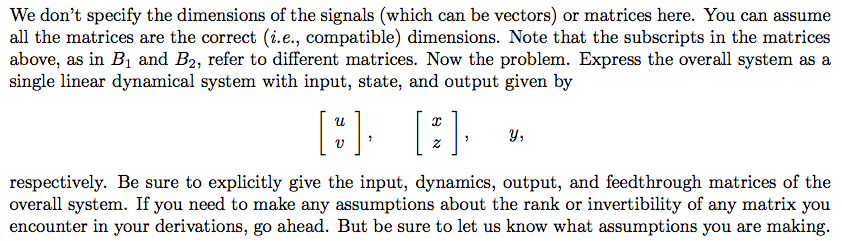 We don't specify the dimensions of the signals (which can be vectors) or matrices here. You can assume
all the matrices are the correct (i.e., compatible) dimensions. Note that the subscripts in the matrices
above, as in B₁ and B₂, refer to different matrices. Now the problem. Express the overall system as a
single linear dynamical system with input, state, and output given by
[ u
v ], [ x
z ], y,
respectively. Be sure to explicitly give the input, dynamics, output, and feedthrough matrices of the
overall system. If you need to make any assumptions about the rank or invertibility of any matrix you
encounter in your derivations, go ahead. But be sure to let us know what assumptions you are making.